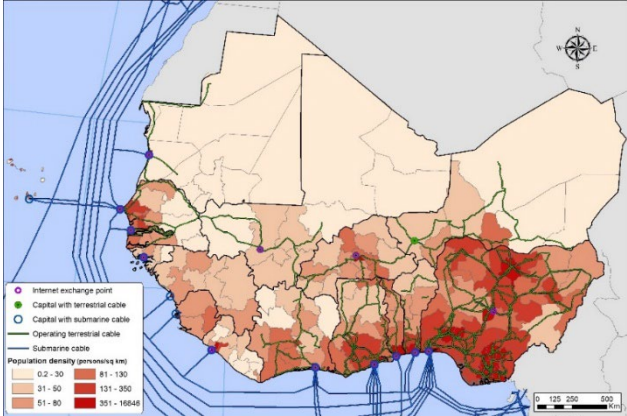 N
W E
S
Internet exchange point
Capital with terrestrial cable
Capital with submarine cable
Operating terrestrial cable
Submarine cable
Population density (persons/sq km)
0.2 - 30 81 - 130
31 - 50 131 - 350
51 - 80 351 - 16846
0 125 250 500
Km